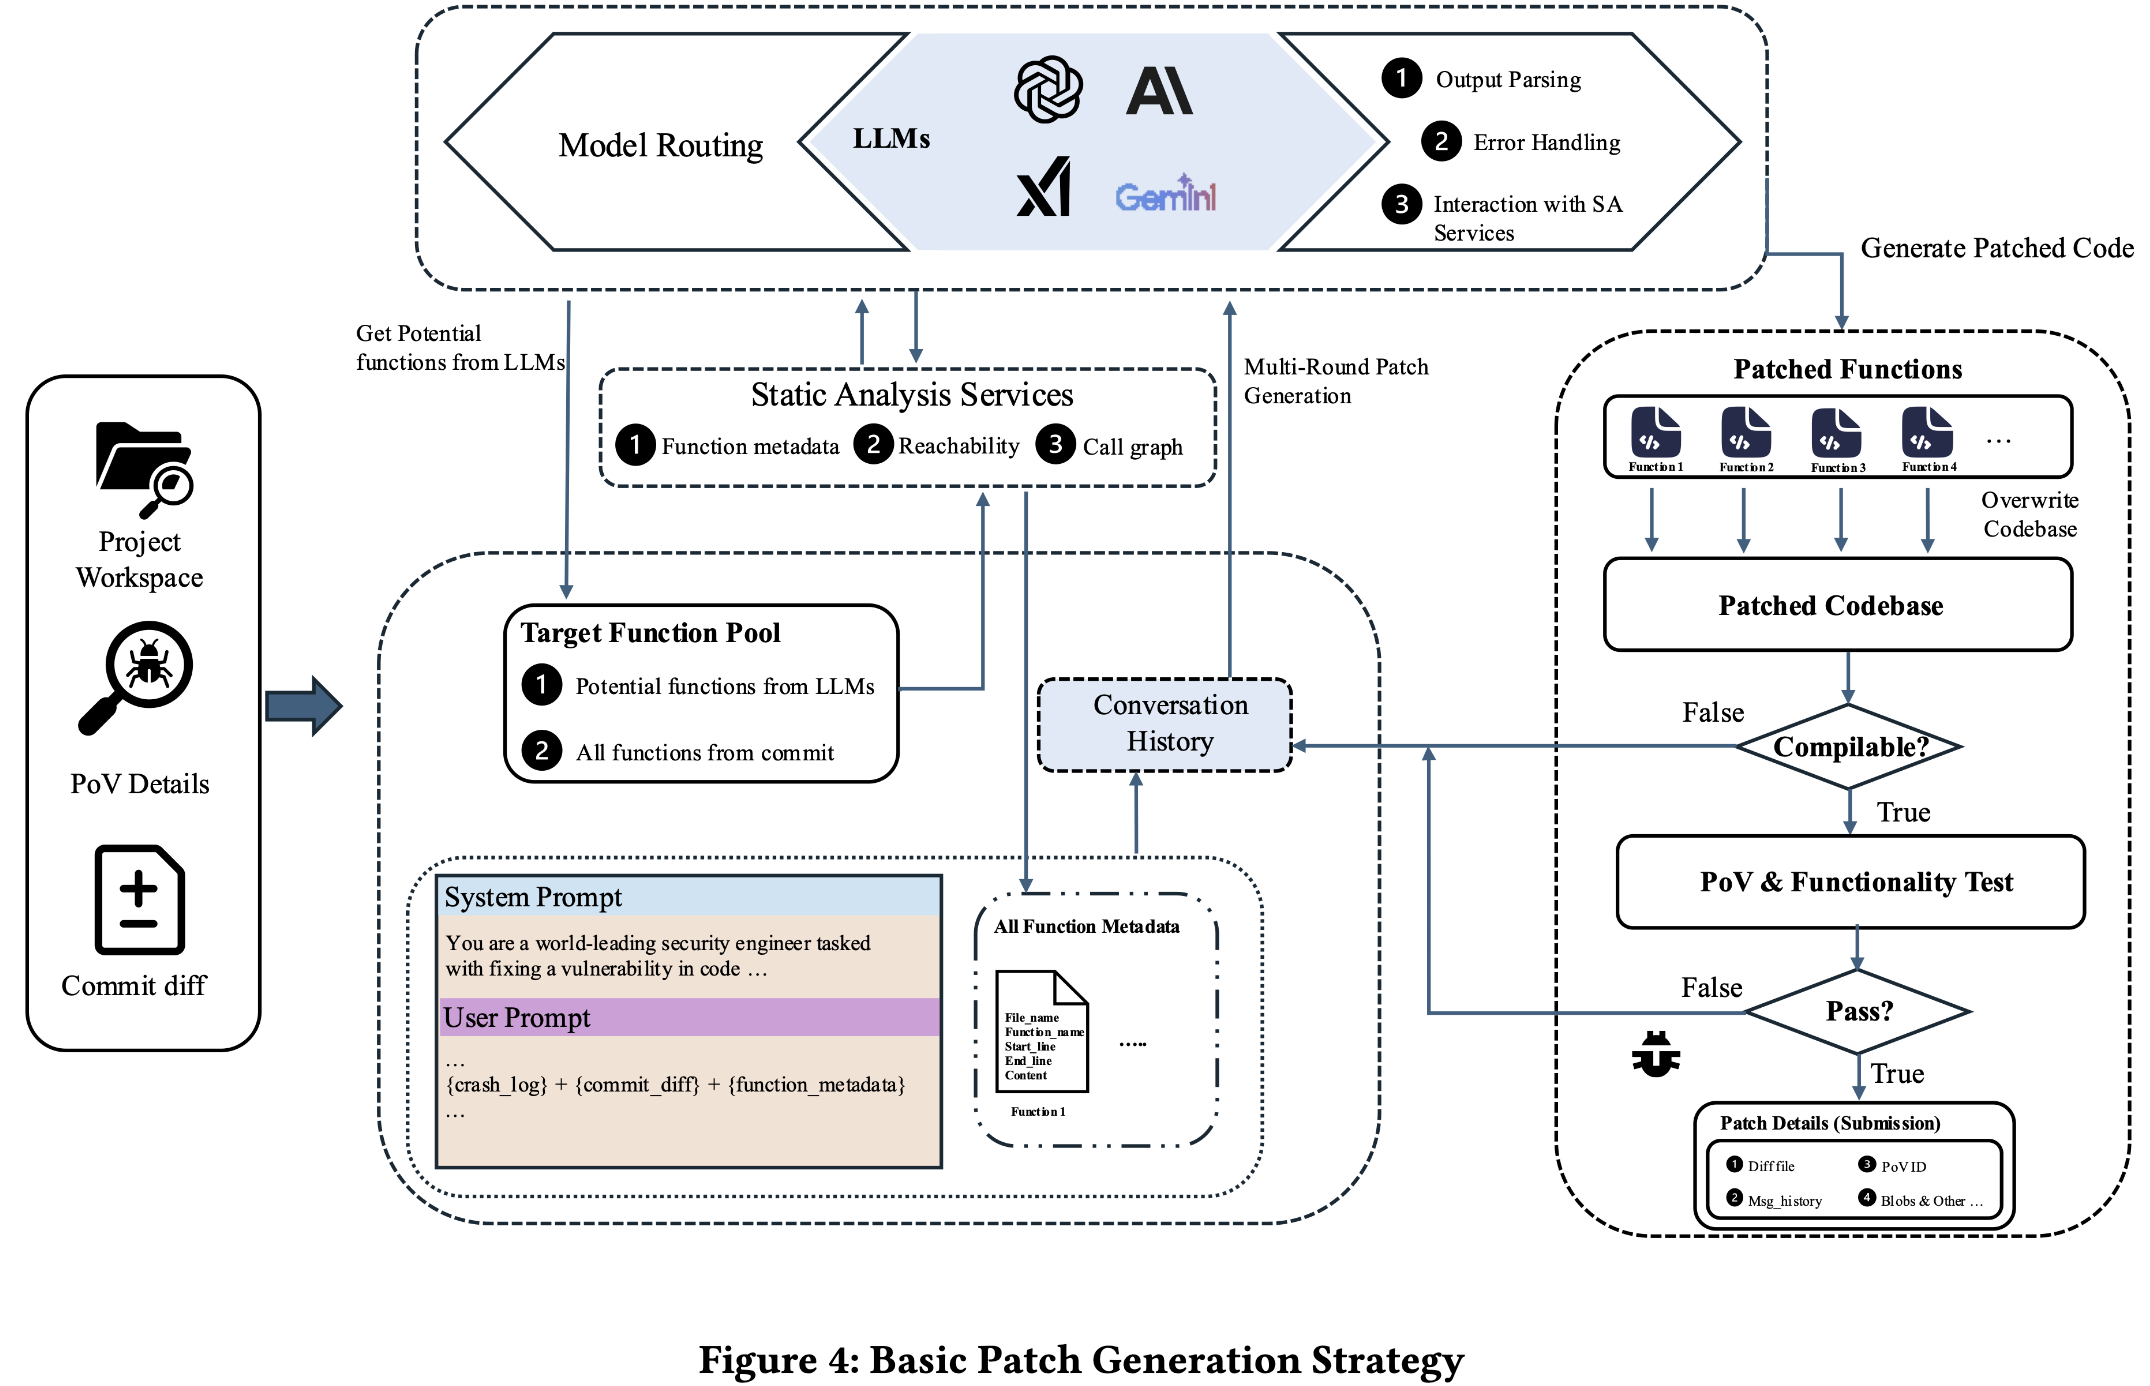 Model Routing
LLMs
Gemini
1 Output Parsing
2 Error Handling
3 Interaction with SA
Services
Generate Patched Code
Get Potential
functions from LLMs
Static Analysis Services
1 Function metadata 2 Reachability 3 Call graph
Multi-Round Patch
Generation
Project
Workspace
PoV Details
Commit diff
Target Function Pool
1 Potential functions from LLMs
2 All functions from commit
Conversation
History
System Prompt
You are a world-leading security engineer tasked
with fixing a vulnerability in code …
User Prompt
…
{crash_log} + {commit_diff} + {function_metadata}
…
All Function Metadata
File_name
Function_name
Start_line
End_line
Content
.....
Function 1
Patched Functions
Function 1 Function 2 Function 3 Function 4 …
Overwrite
Codebase
Patched Codebase
False
Compilable?
True
PoV & Functionality Test
False
Pass?
True
Patch Details (Submission)
1 Diff file 3 PoV ID
2 Msg_history 4 Blobs & Other …
Figure 4: Basic Patch Generation Strategy